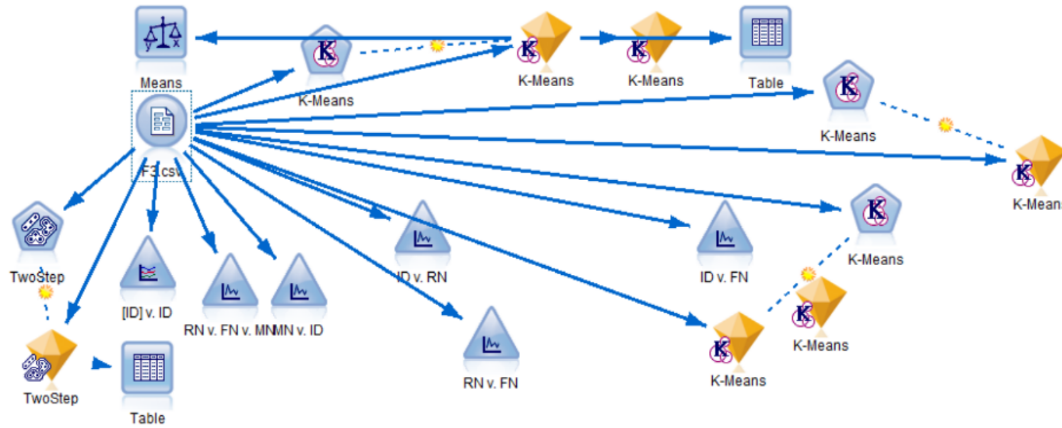 Means
K-Means
K-Means
K-Means
Table
K-Means
F3.csv
K-Means
TwoStep
[ID] v. ID
RN v. FN v. MN
MN v. ID
ID v. RN
ID v. FN
K-Means
K-Means
RN v. FN
K-Means
TwoStep
Table